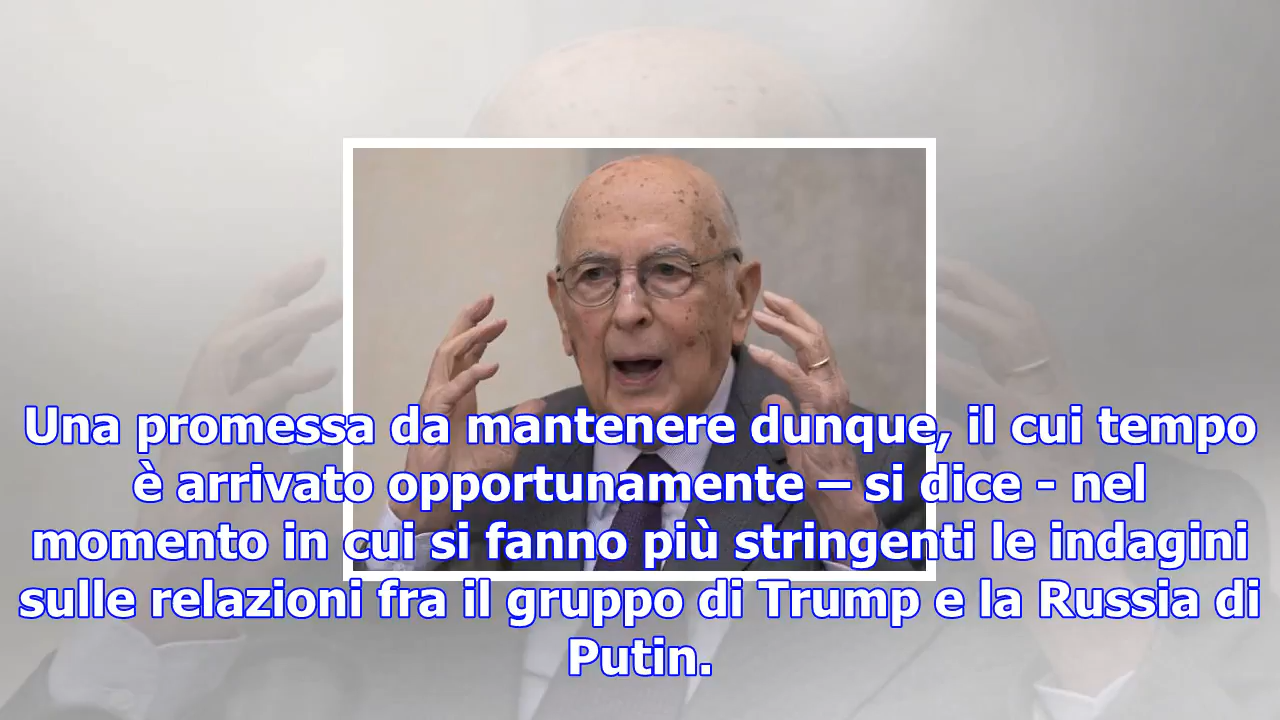 Una promessa da mantenere dunque, il cui tempo
è arrivato opportunamente – si dice - nel
momento in cui si fanno più stringenti le indagini
sulle relazioni fra il gruppo di Trump e la Russia di
Putin.